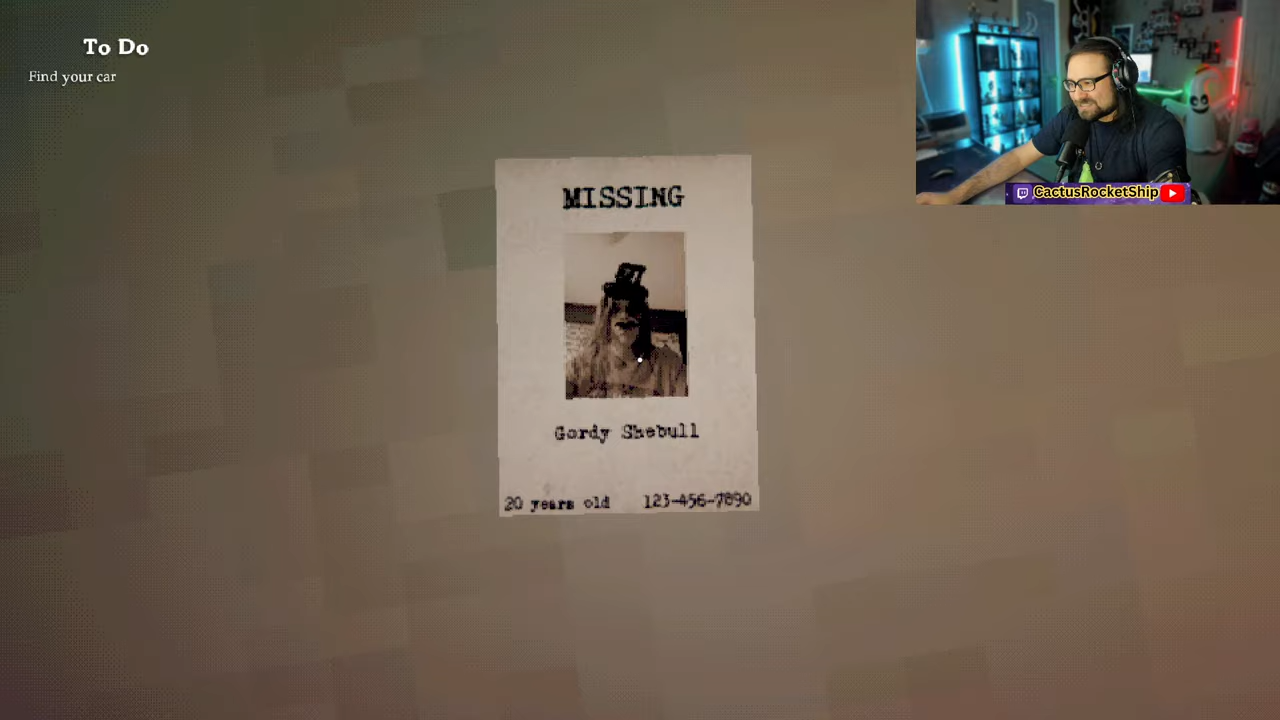 To Do
Find your car
CactusRocketShip
MISSING
Gordy Shebull
20 years old 123-456-7890